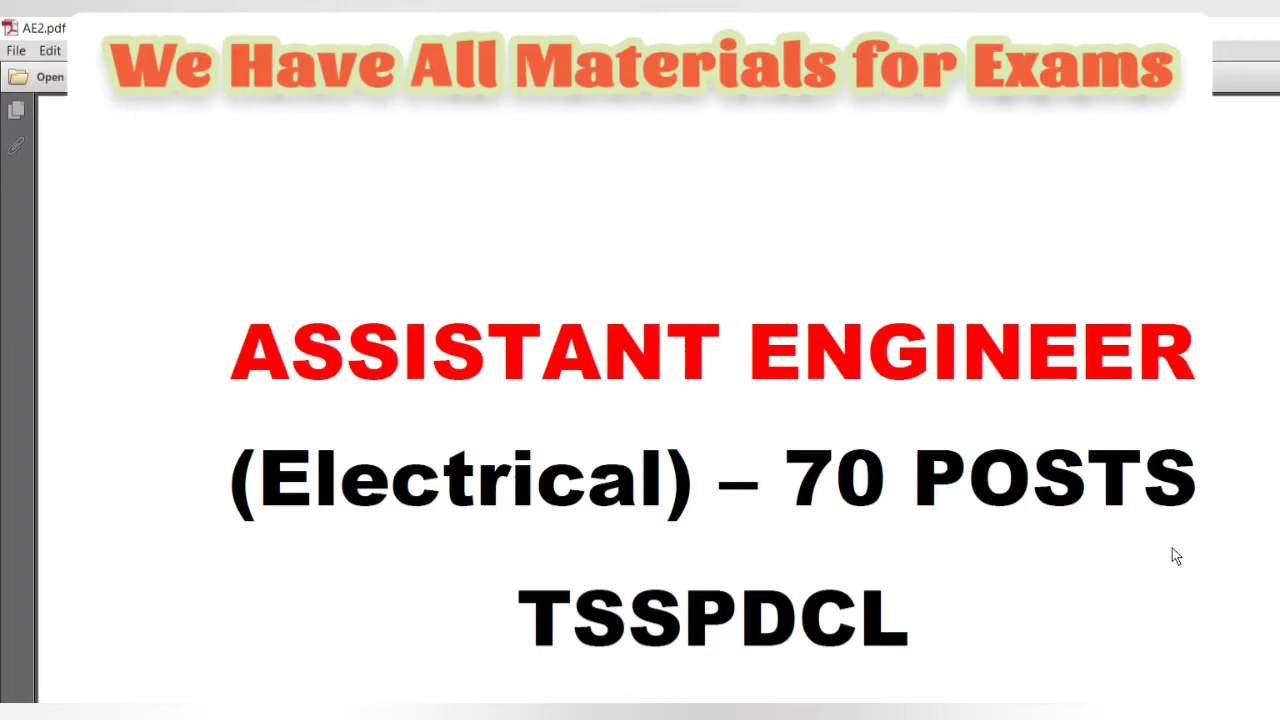 AE2.pdf
We Have All Materials for Exams
File Edit
Open
ASSISTANT ENGINEER
(Electrical) – 70 POSTS
TSSPDCL